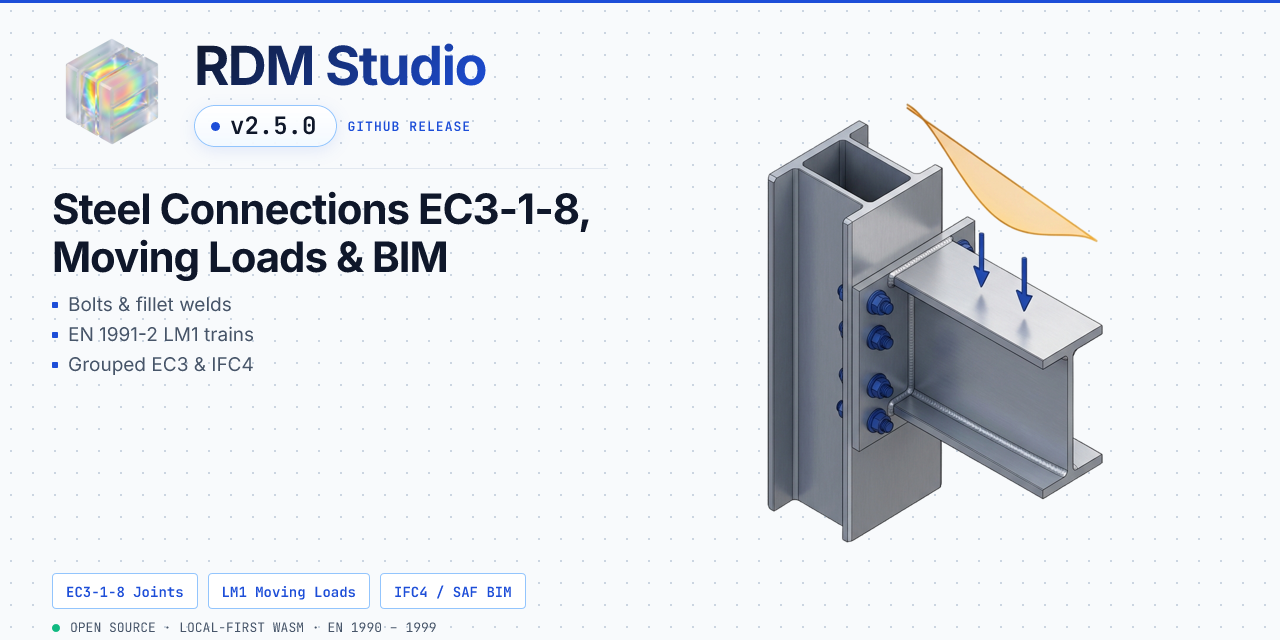 RDM Studio
v2.5.0
GITHUB RELEASE
Steel Connections EC3-1-8,
Moving Loads & BIM
Bolts & fillet welds
EN 1991-2 LM1 trains
Grouped EC3 & IFC4
EC3-1-8 Joints
LM1 Moving Loads
IFC4 / SAF BIM
OPEN SOURCE · LOCAL-FIRST WASM · EN 1990 – 1999